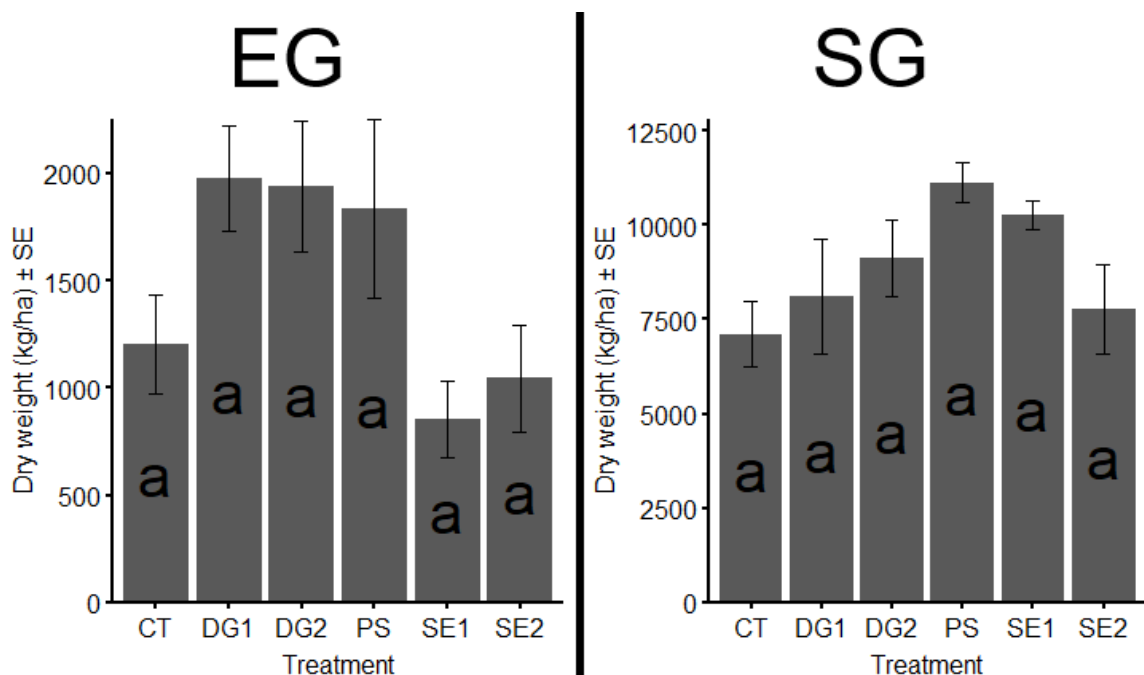 EG
Dry weight (kg/ha) ± SE
2000
1500
1000
500
0
a
a
a
a
a
a
CT DG1 DG2 PS SE1 SE2
Treatment
SG
Dry weight (kg/ha) ± SE
12500
10000
7500
5000
2500
0
a
a
a
a
a
a
CT DG1 DG2 PS SE1 SE2
Treatment